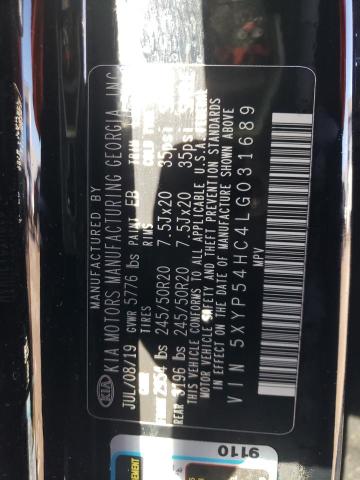 MANUFACTURED BY
KIA MOTORS MANUFACTURING GEORGIA, INC.
JUL/08/19 PAINT EB TRIM
GVWR 5776 lbs TIRES RIMS
2954 lbs 245/50R20 7.5Jx20 35psi
REAR 3196 lbs 245/50R20 7.5Jx20 35psi
THIS VEHICLE CONFORMS TO ALL APPLICABLE U.S.A. FEDERAL
MOTOR VEHICLE SAFETY AND THEFT PREVENTION STANDARDS
IN EFFECT ON THE DATE OF MANUFACTURE SHOWN ABOVE
VIN 5XYP54HC4LG031689
MPV
KIA
9110